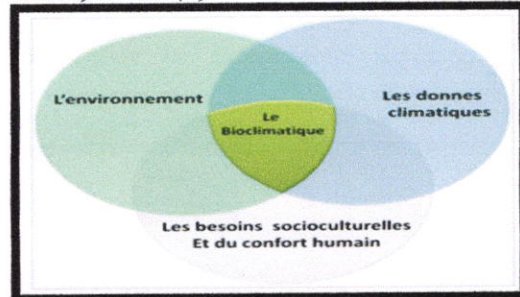 L'environnement
Les donnes
climatiques
Le
Bioclimatique
Les besoins socioculturelles
Et du confort humain